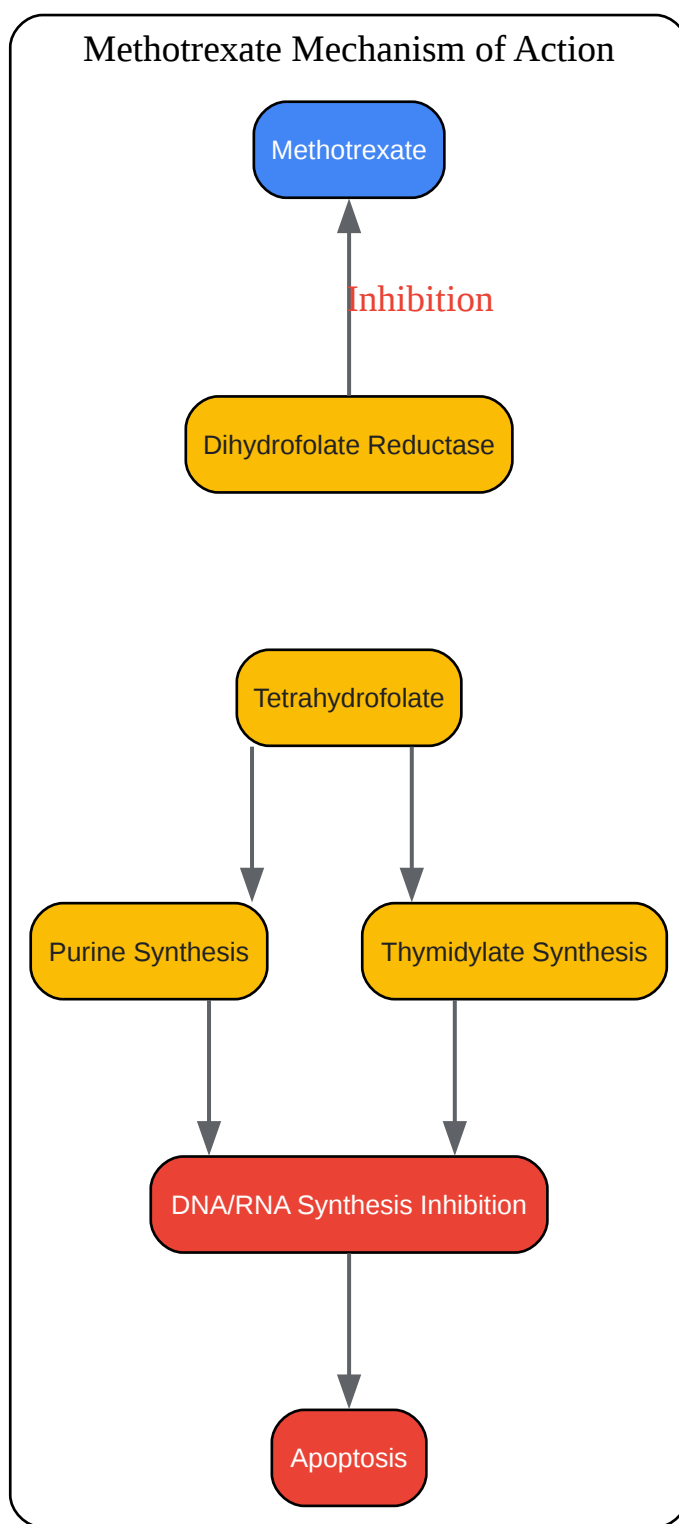 Methotrexate Mechanism of Action
Methotrexate
Inhibition
Dihydrofolate Reductase
Tetrahydrofolate
Purine Synthesis
Thymidylate Synthesis
DNA/RNA Synthesis Inhibition
Apoptosis